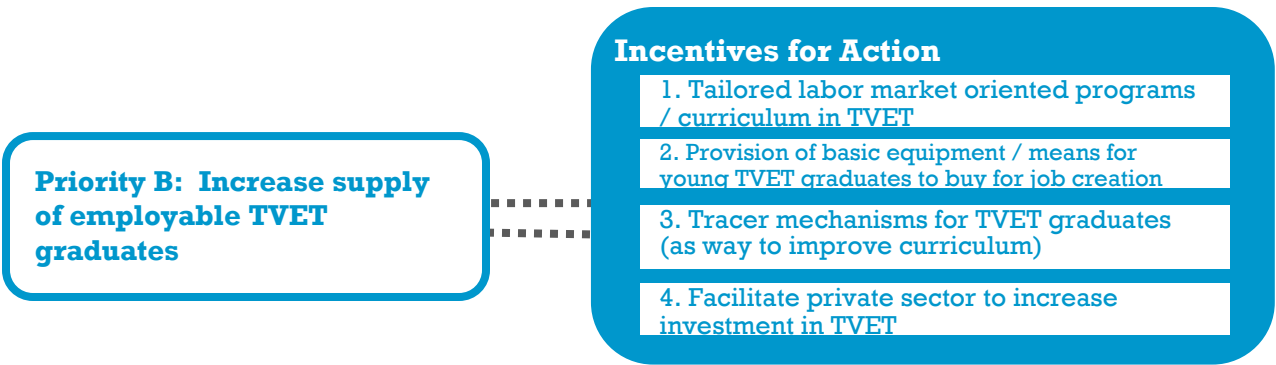 Priority B: Increase supply
of employable TVET
graduates
Incentives for Action
1. Tailored labor market oriented programs
/ curriculum in TVET
2. Provision of basic equipment / means for
young TVET graduates to buy for job creation
3. Tracer mechanisms for TVET graduates
(as way to improve curriculum)
4. Facilitate private sector to increase
investment in TVET